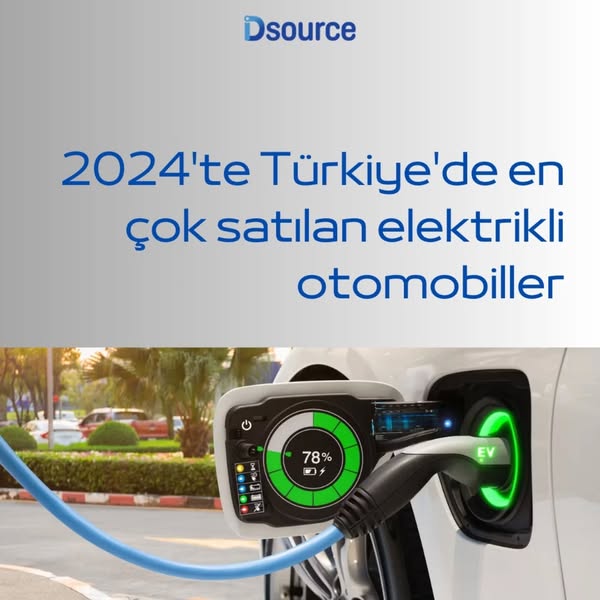 Dsource
2024'te Türkiye'de en
çok satılan elektrikli
otomobiller
78%
EV